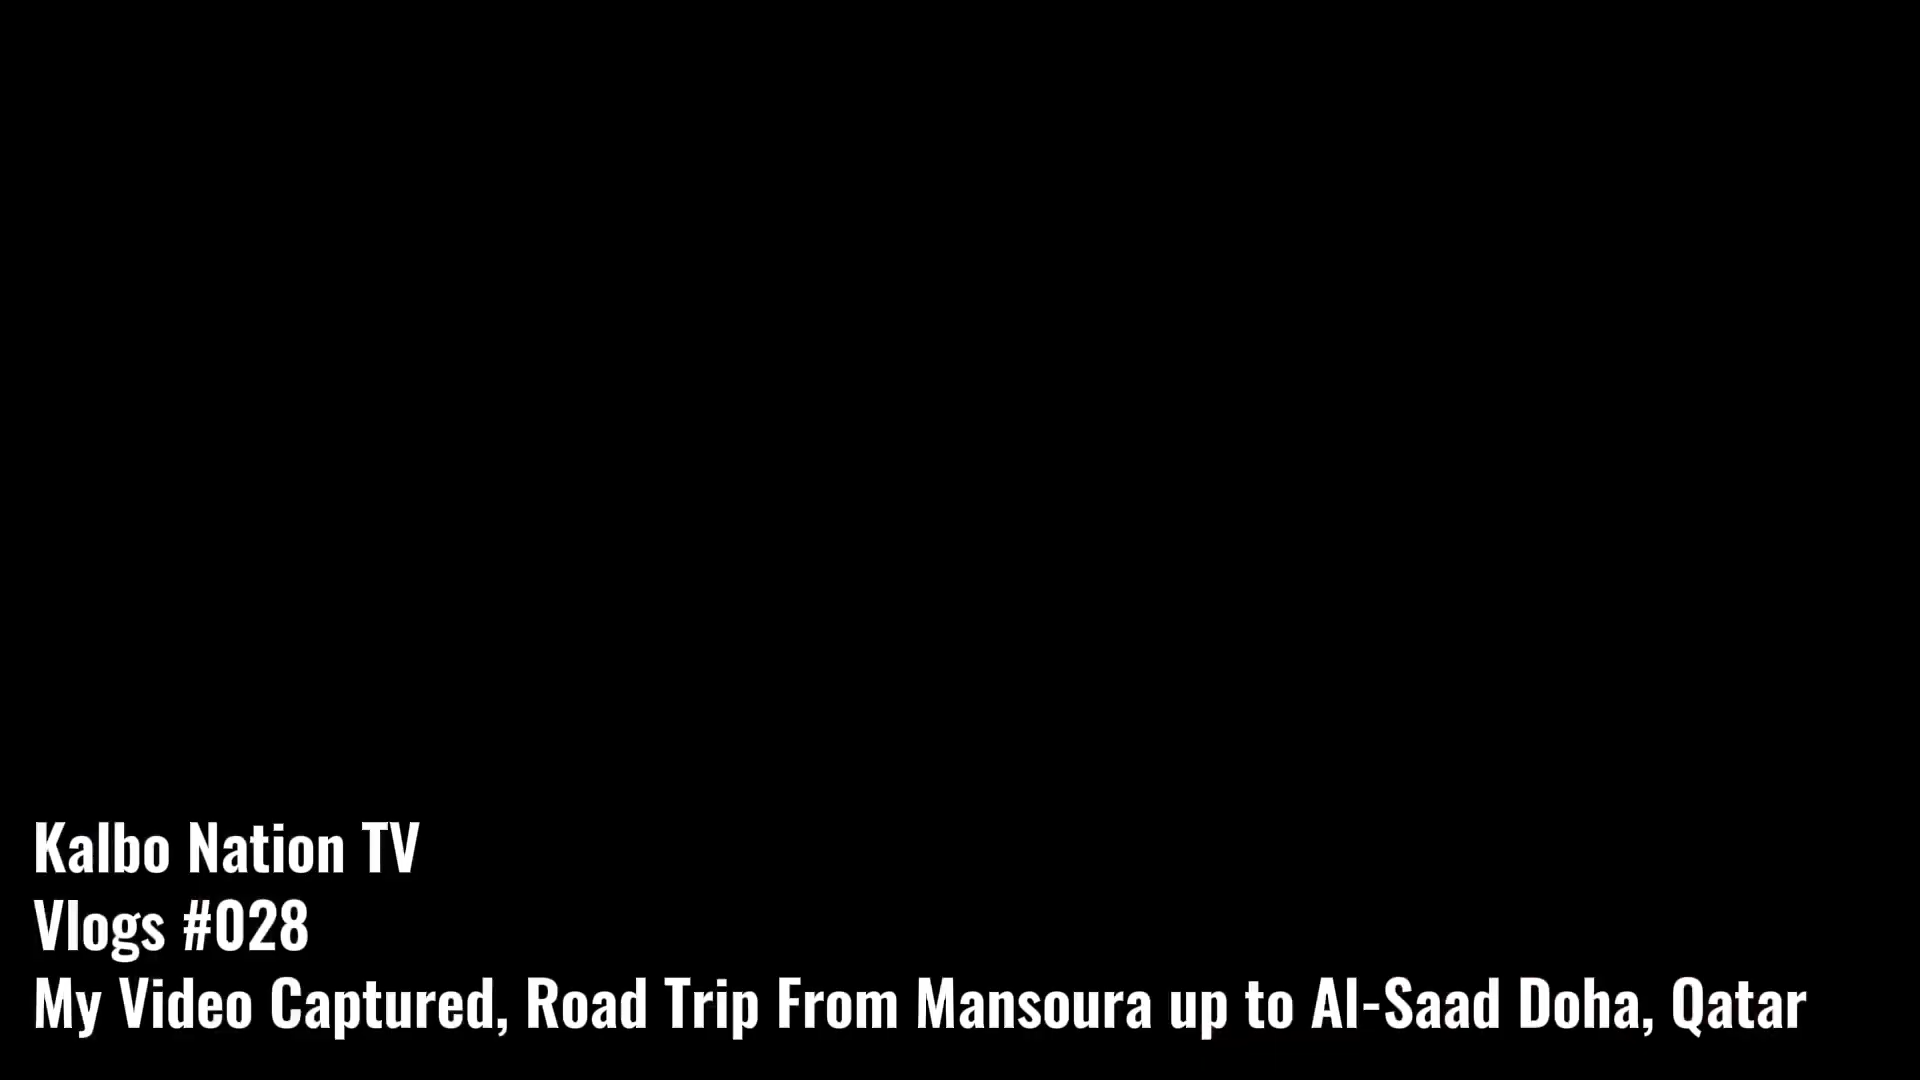 Kalbo Nation TV
Vlogs #028
My Video Captured, Road Trip From Mansoura up to Al-Saad Doha, Qatar